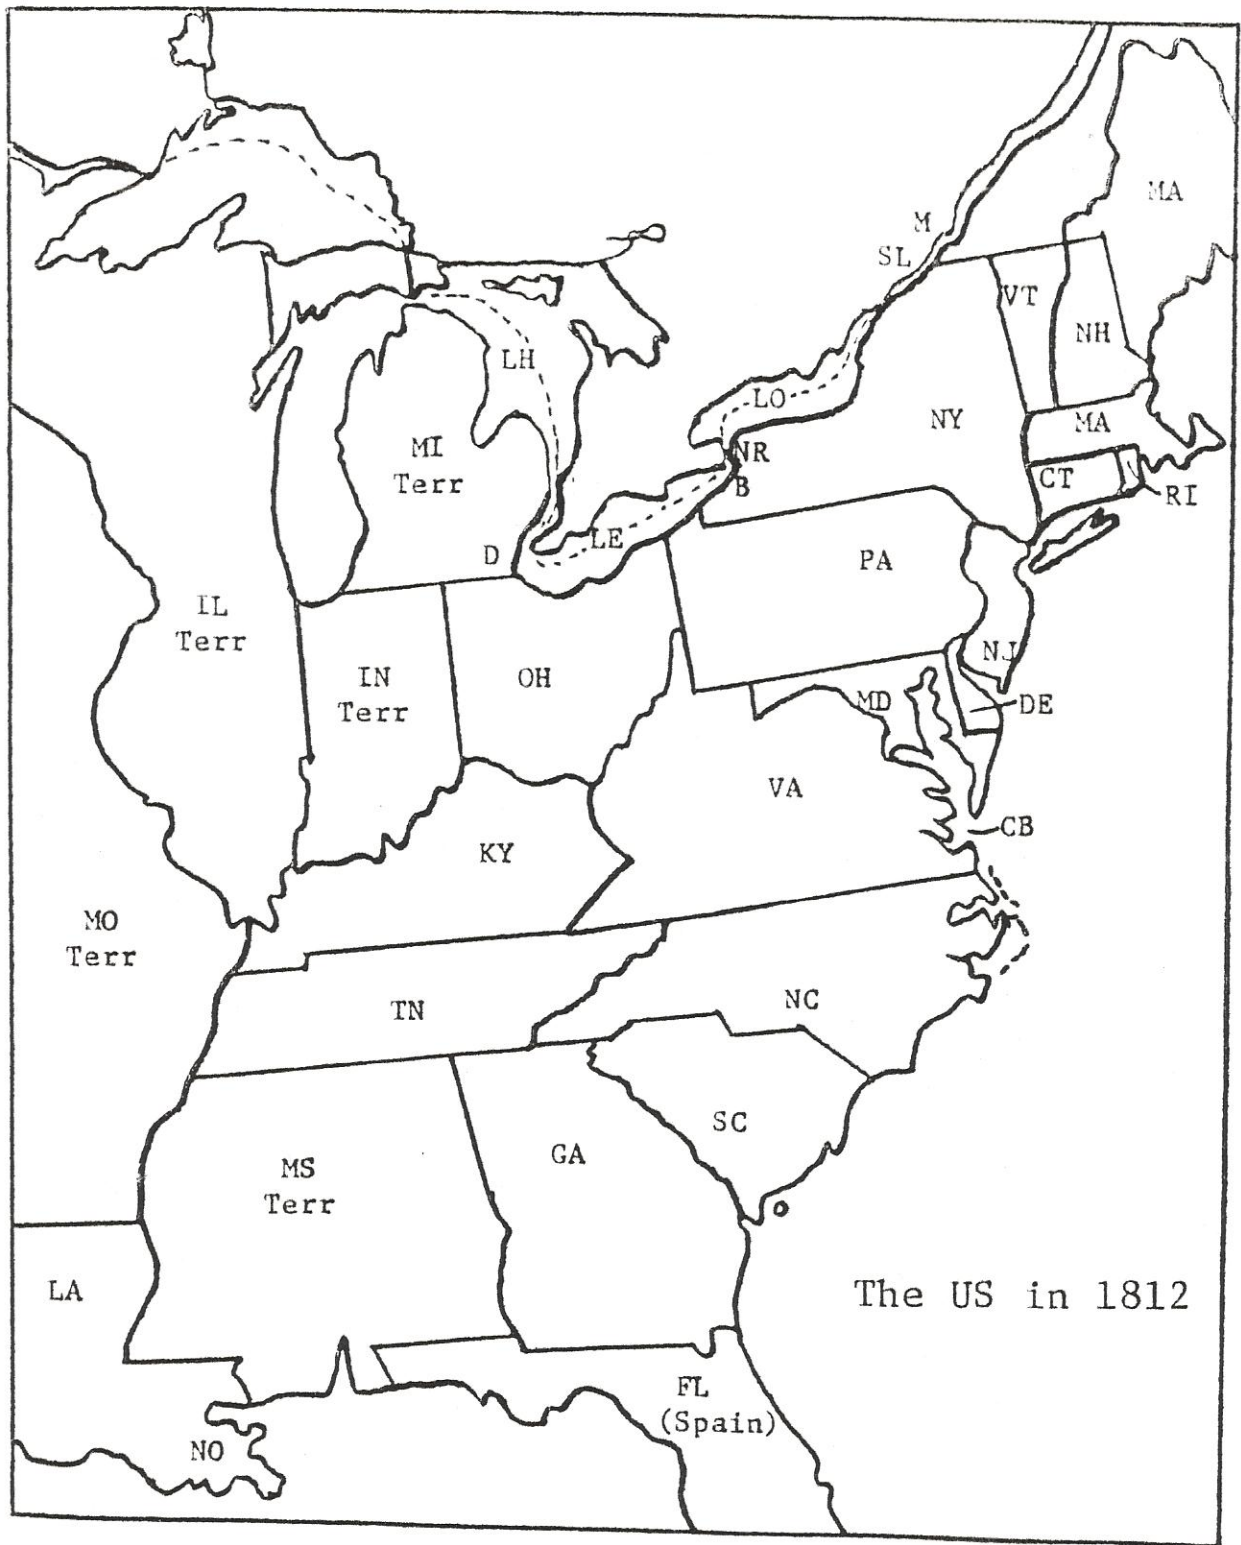 MA
M
SL
VT
NH
LH
LO
NY
MA
MI
Terr
NR
B
CT
RI
D
LE
PA
IL
Terr
NJ
IN
Terr
OH
MD
DE
VA
CB
KY
MO
Terr
TN
NC
SC
MS
Terr
GA
LA
The US in 1812
FL
(Spain)
NO